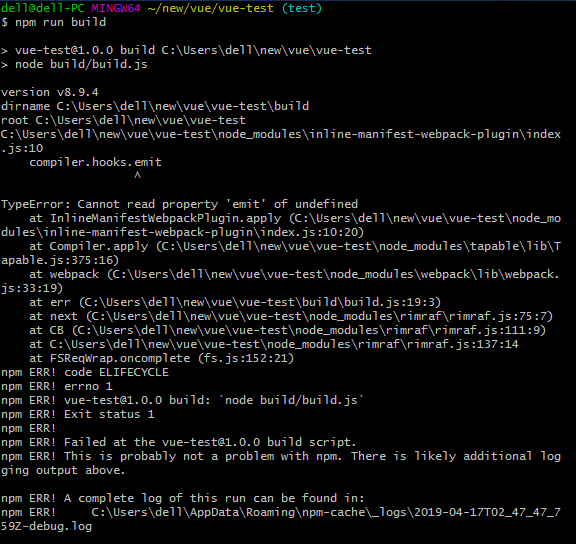 dell@dell-PC MINGW64 ~/new/vue/vue-test (test)
$ npm run build

> vue-test@1.0.0 build C:\Users\dell\new\vue\vue-test
> node build/build.js

version v8.9.4
dirname C:\Users\dell\new\vue\vue-test\build
root C:\Users\dell\new\vue\vue-test
C:\Users\dell\new\vue\vue-test\node_modules\inline-manifest-webpack-plugin\index
.js:10
    compiler.hooks.emit
                   ^

TypeError: Cannot read property 'emit' of undefined
    at InlineManifestWebpackPlugin.apply (C:\Users\dell\new\vue\vue-test\node_mo
dules\inline-manifest-webpack-plugin\index.js:10:20)
    at Compiler.apply (C:\Users\dell\new\vue\vue-test\node_modules\tapable\lib\T
apable.js:375:16)
    at webpack (C:\Users\dell\new\vue\vue-test\node_modules\webpack\lib\webpack.
js:33:19)
    at err (C:\Users\dell\new\vue\vue-test\build\build.js:19:3)
    at next (C:\Users\dell\new\vue\vue-test\node_modules\rimraf\rimraf.js:75:7)
    at CB (C:\Users\dell\new\vue\vue-test\node_modules\rimraf\rimraf.js:111:9)
    at C:\Users\dell\new\vue\vue-test\node_modules\rimraf\rimraf.js:137:14
    at FSReqWrap.oncomplete (fs.js:152:21)
npm ERR! code ELIFECYCLE
npm ERR! errno 1
npm ERR! vue-test@1.0.0 build: `node build/build.js`
npm ERR! Exit status 1
npm ERR!
npm ERR! Failed at the vue-test@1.0.0 build script.
npm ERR! This is probably not a problem with npm. There is likely additional log
ging output above.

npm ERR! A complete log of this run can be found in:
npm ERR!     C:\Users\dell\AppData\Roaming\npm-cache\_logs\2019-04-17T02_47_47_7
59Z-debug.log